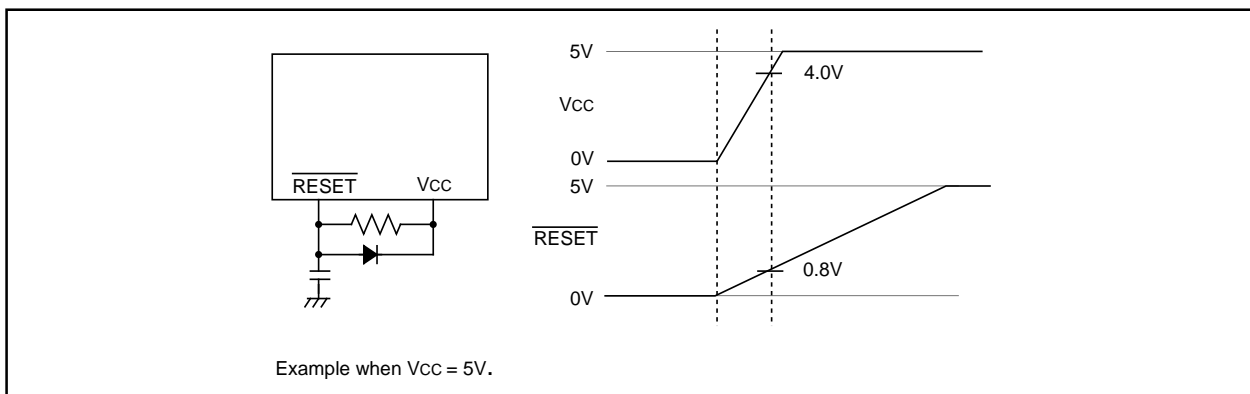 RESET VCC
5V
4.0V
VCC
0V
5V
RESET
0.8V
0V
Example when VCC = 5V.